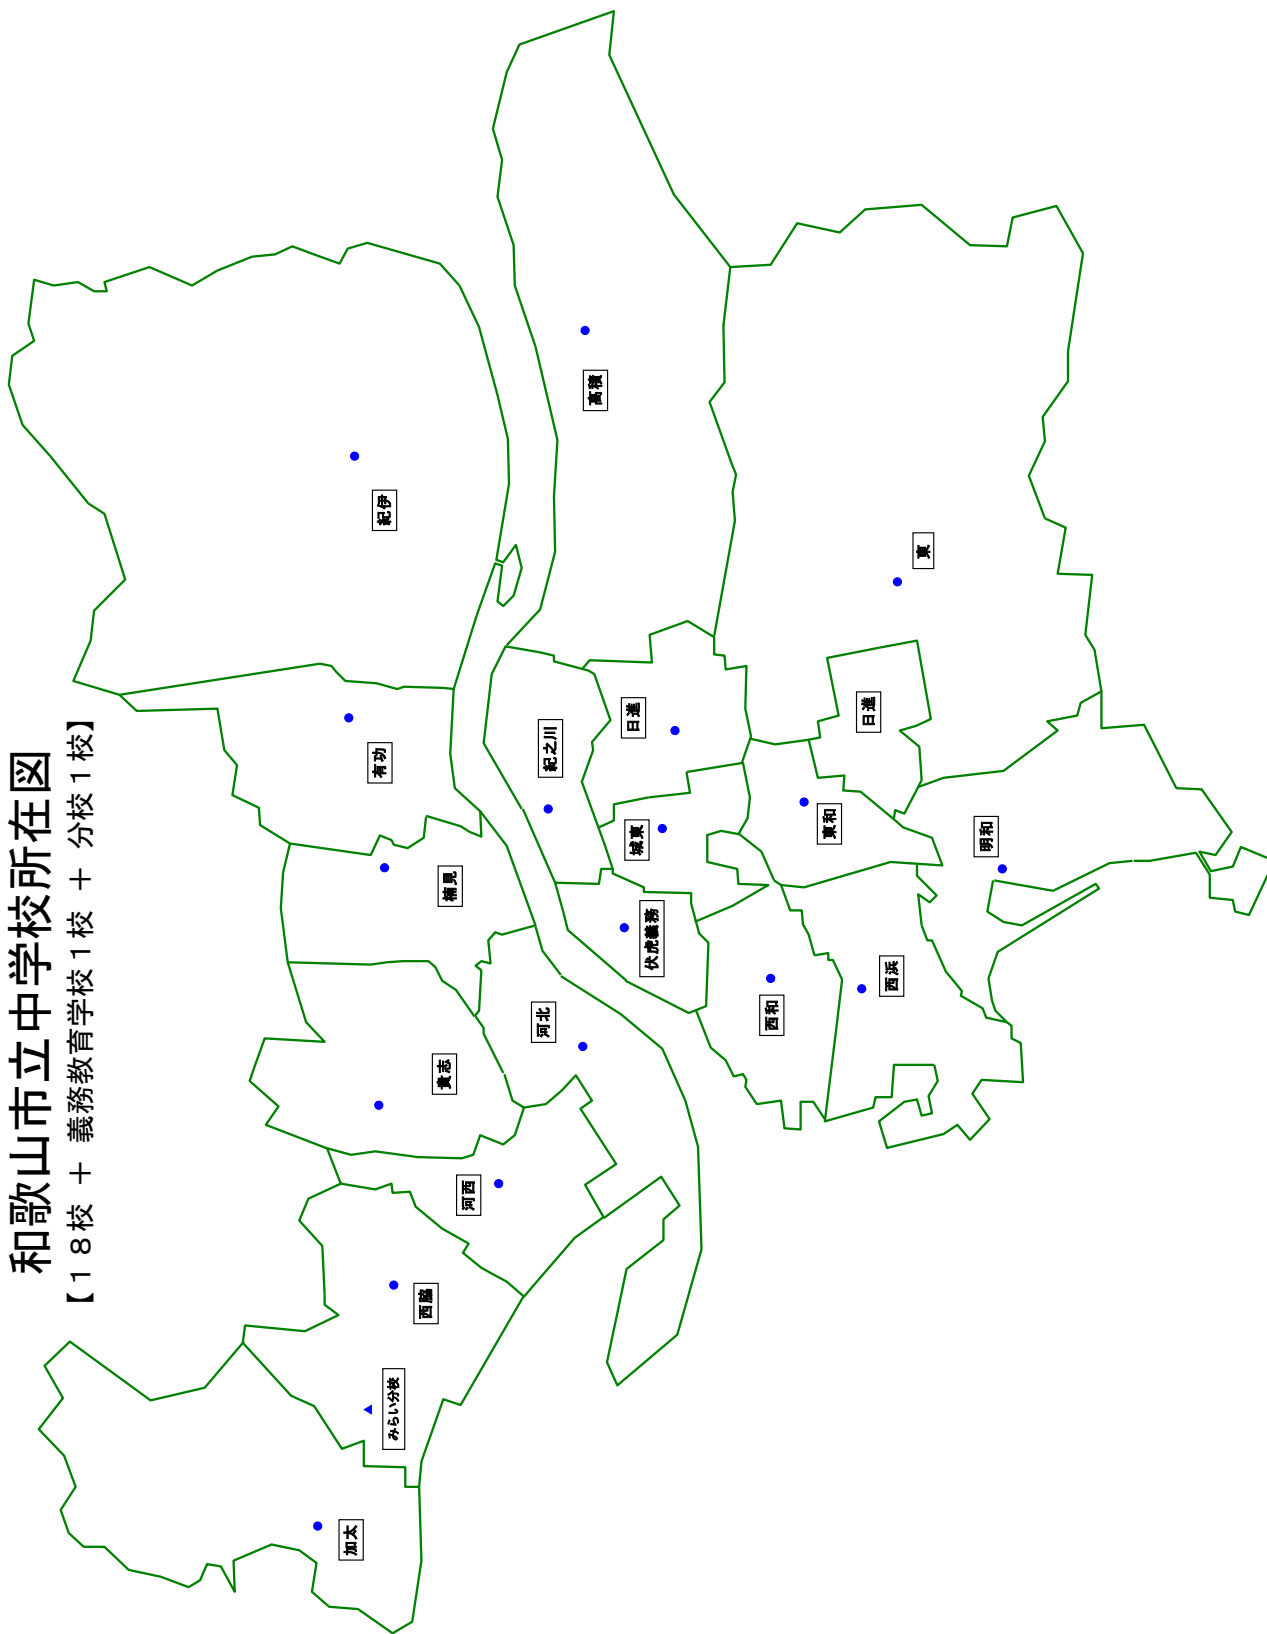 和歌山市立中学校所在図
【１８校 ＋ 義務教育学校１校 ＋ 分校１校】
加太
みらい分校
西脇
河西
貴志
河北
楠見
有功
紀伊
紀之川
高積
日進
城東
伏虎義務
西和
東和
日進
東
西浜
明和